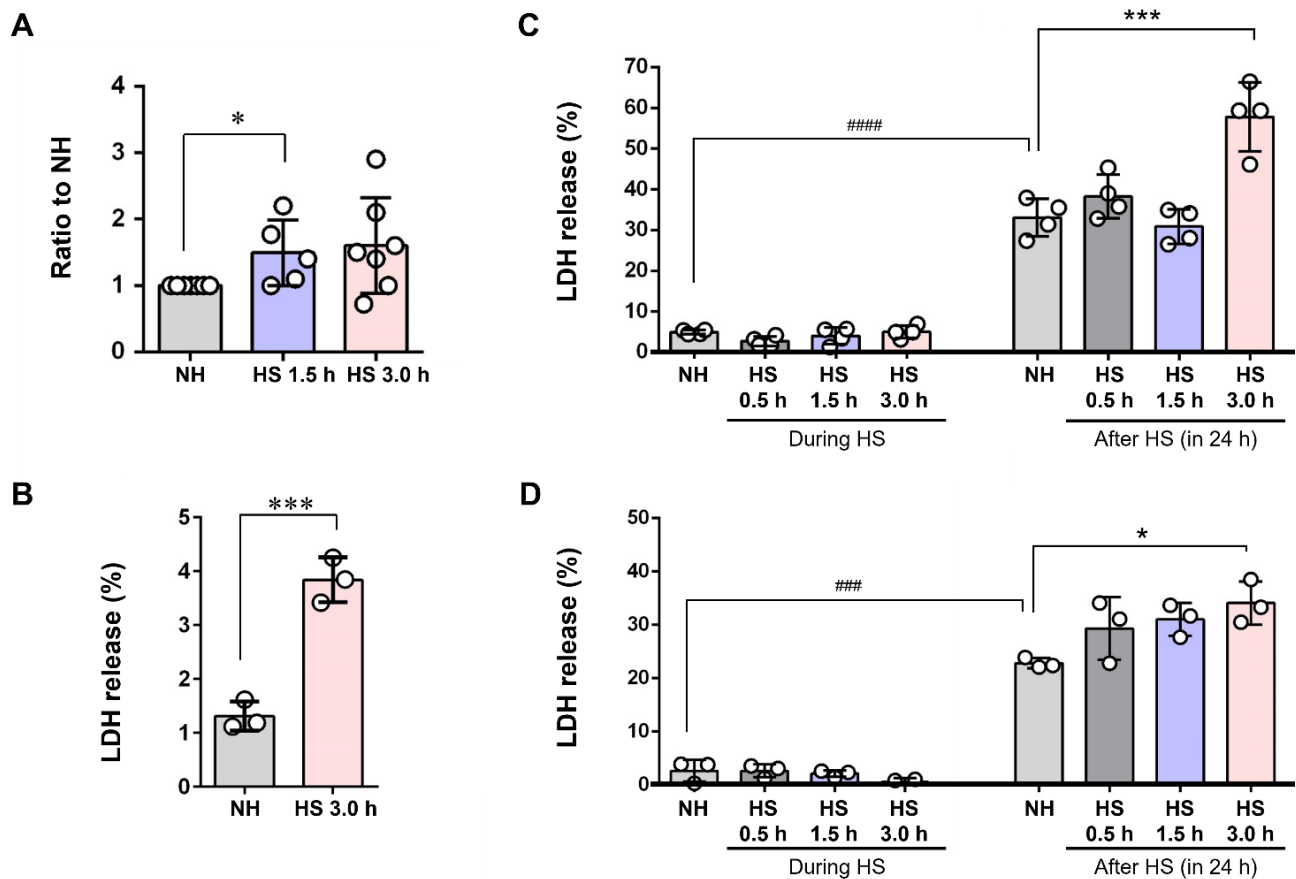 A
Ratio to NH
4
3
2
1
0
*
NH HS 1.5 h HS 3.0 h
B
LDH release (%)
5
4
3
2
1
0
***
NH HS 3.0 h
C
LDH release (%)
70
60
50
40
30
20
10
0
####
***
NH HS HS HS NH HS HS HS
0.5 h 1.5 h 3.0 h 0.5 h 1.5 h 3.0 h
During HS After HS (in 24 h)
D
LDH release (%)
50
40
30
20
10
0
###
*
NH HS HS HS NH HS HS HS
0.5 h 1.5 h 3.0 h 0.5 h 1.5 h 3.0 h
During HS After HS (in 24 h)